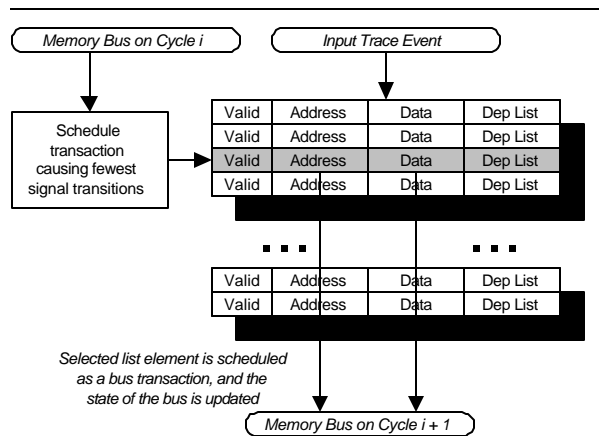 Memory Bus on Cycle i
Input Trace Event
Schedule
transaction
causing fewest
signal transitions
Valid Address Data Dep List
Valid Address Data Dep List
Valid Address Data Dep List
Valid Address Data Dep List
Valid Address Data Dep List
Valid Address Data Dep List
Selected list element is scheduled
as a bus transaction, and the
state of the bus is updated
Memory Bus on Cycle i + 1